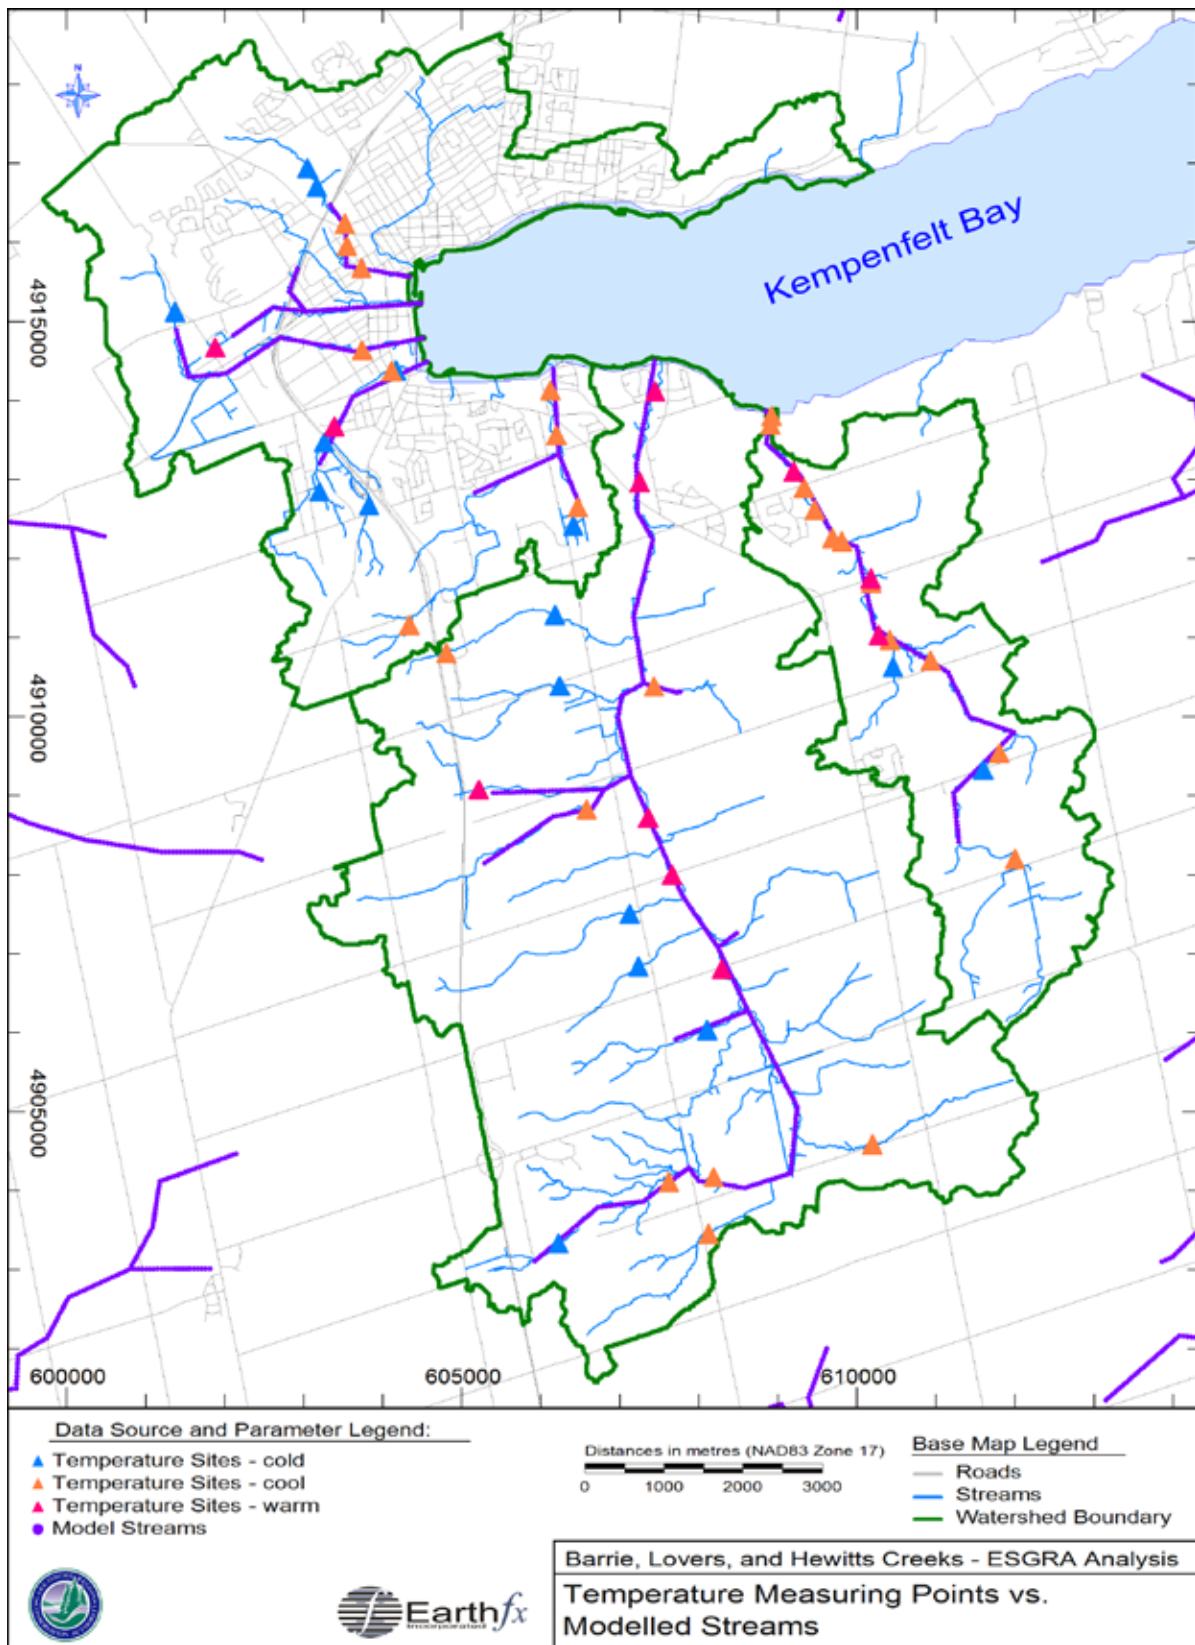 N
Kempenfelt Bay
4915000
4910000
4905000
600000
605000
610000
Data Source and Parameter Legend:
Temperature Sites - cold
Temperature Sites - cool
Temperature Sites - warm
Model Streams
Distances in metres (NAD83 Zone 17)
0 1000 2000 3000
Base Map Legend
Roads
Streams
Watershed Boundary
Earthfx
Incorporated
Barrie, Lovers, and Hewitts Creeks - ESGRA Analysis
Temperature Measuring Points vs.
Modelled Streams